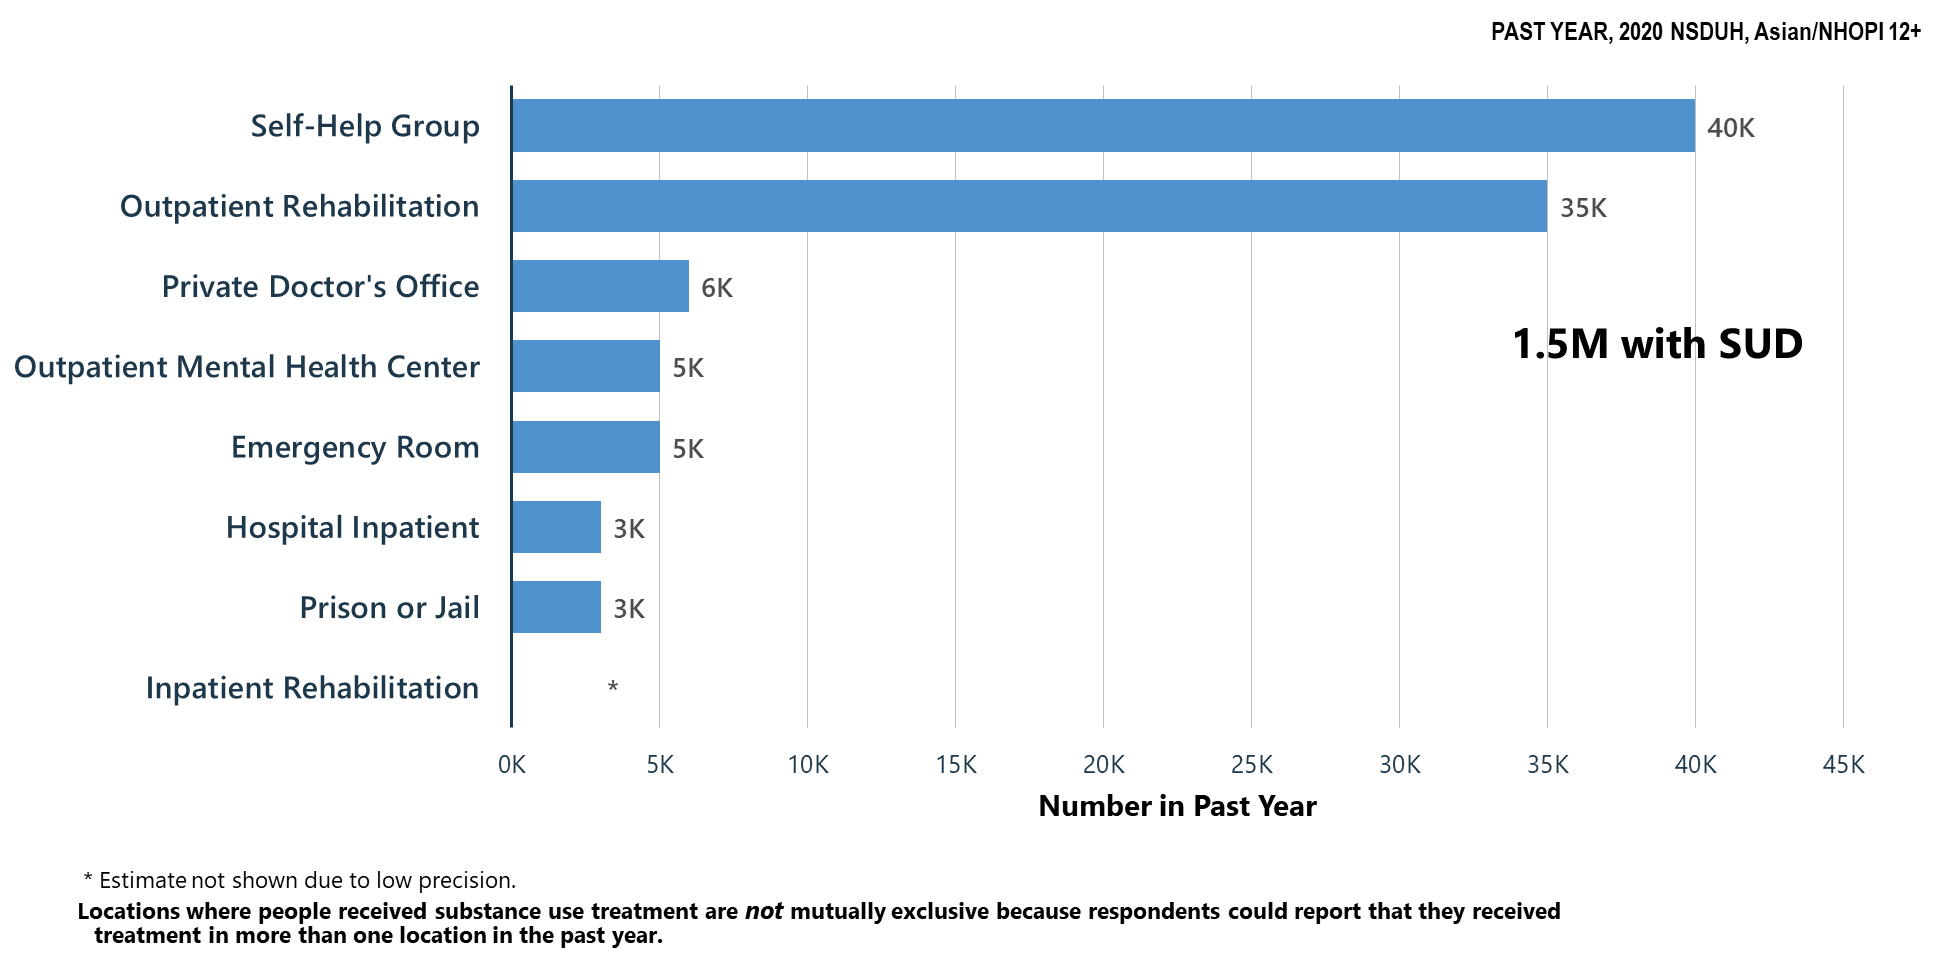 PAST YEAR, 2020 NSDUH, Asian/NHOPI 12+
Self-Help Group
40K
Outpatient Rehabilitation
35K
Private Doctor's Office
6K
1.5M with SUD
Outpatient Mental Health Center
5K
Emergency Room
5K
Hospital Inpatient
3K
Prison or Jail
3K
Inpatient Rehabilitation
*
0K 5K 10K 15K 20K 25K 30K 35K 40K 45K
Number in Past Year
* Estimate not shown due to low precision.
Locations where people received substance use treatment are not mutually exclusive because respondents could report that they received
treatment in more than one location in the past year.